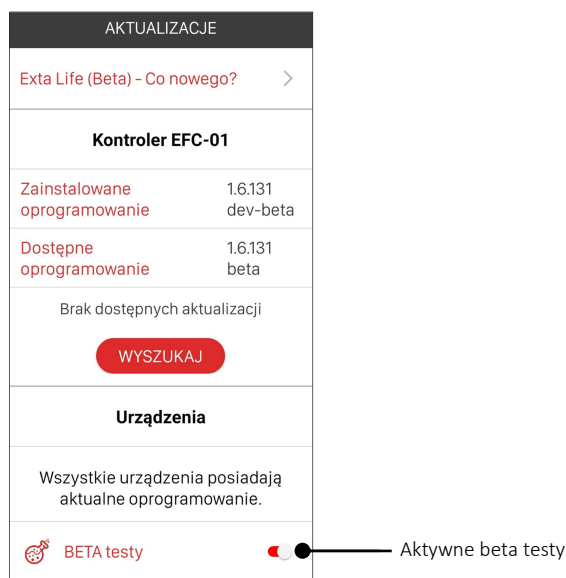 AKTUALIZACJE
Exta Life (Beta) - Co nowego?
Kontroler EFC-01
Zainstalowane 1.6.131
oprogramowanie dev-beta
Dostępne 1.6.131
oprogramowanie beta
Brak dostępnych aktualizacji
WYSZUKAJ
Urządzenia
Wszystkie urządzenia posiadają
aktualne oprogramowanie.
BETA testy
Aktywne beta testy